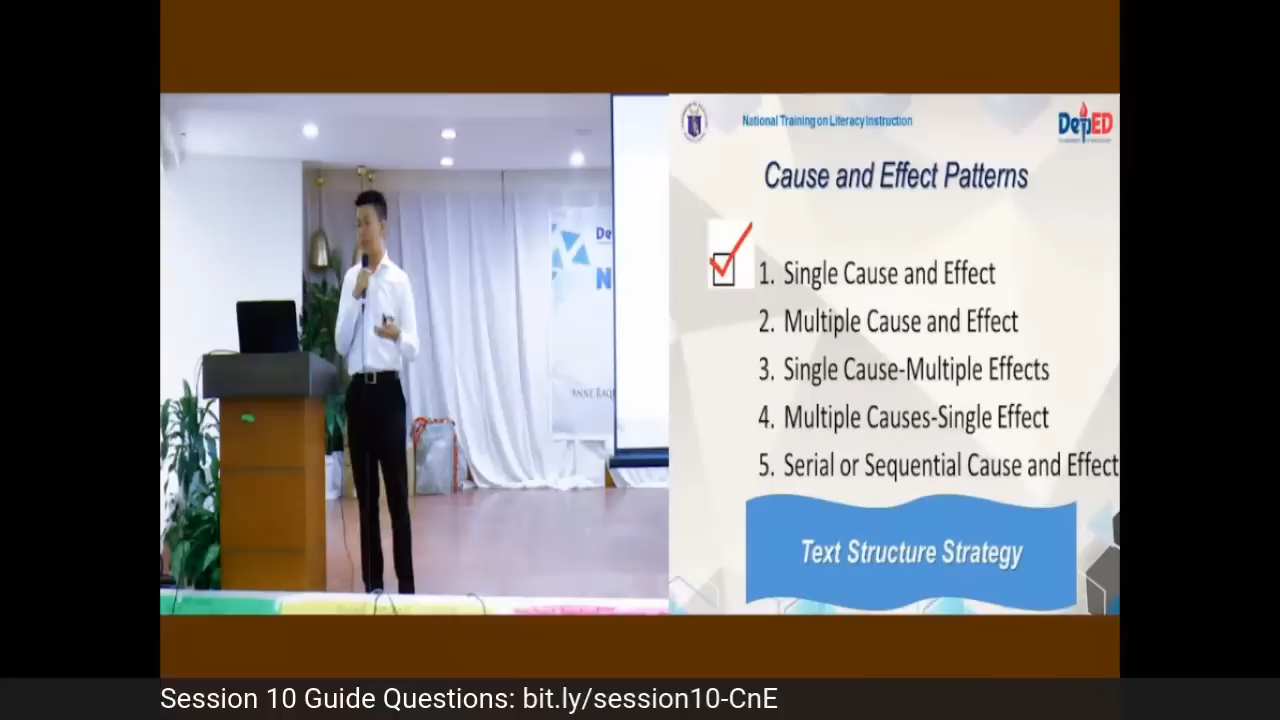 National Training on Literacy Instruction
DepED
Cause and Effect Patterns
1. Single Cause and Effect
2. Multiple Cause and Effect
3. Single Cause-Multiple Effects
4. Multiple Causes-Single Effect
5. Serial or Sequential Cause and Effect
Text Structure Strategy
De
N
Session 10 Guide Questions: bit.ly/session10-CnE